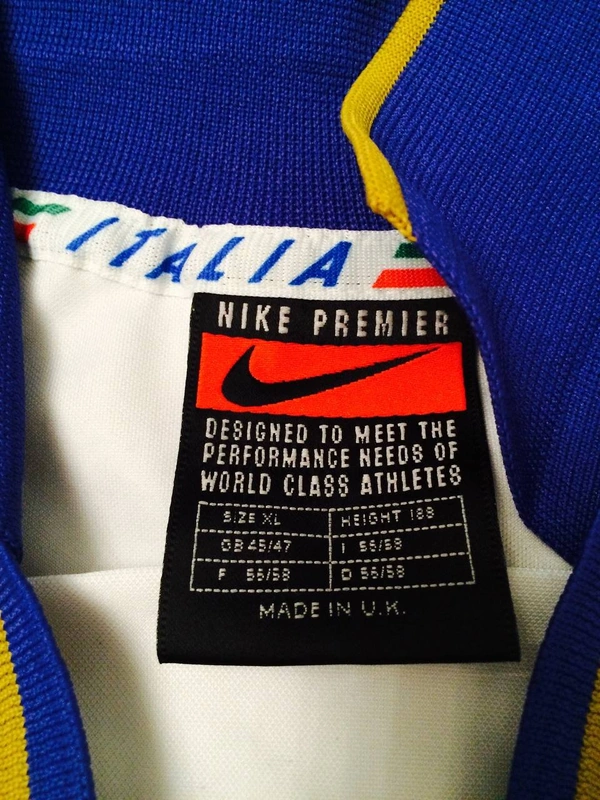 ITALIA
NIKE PREMIER
DESIGNED TO MEET THE
PERFORMANCE NEEDS OF
WORLD CLASS ATHLETES
SIZE XL HEIGHT 188
GB 45/47 I 56/58
F 56/58 D 56/58
MADE IN U.K.